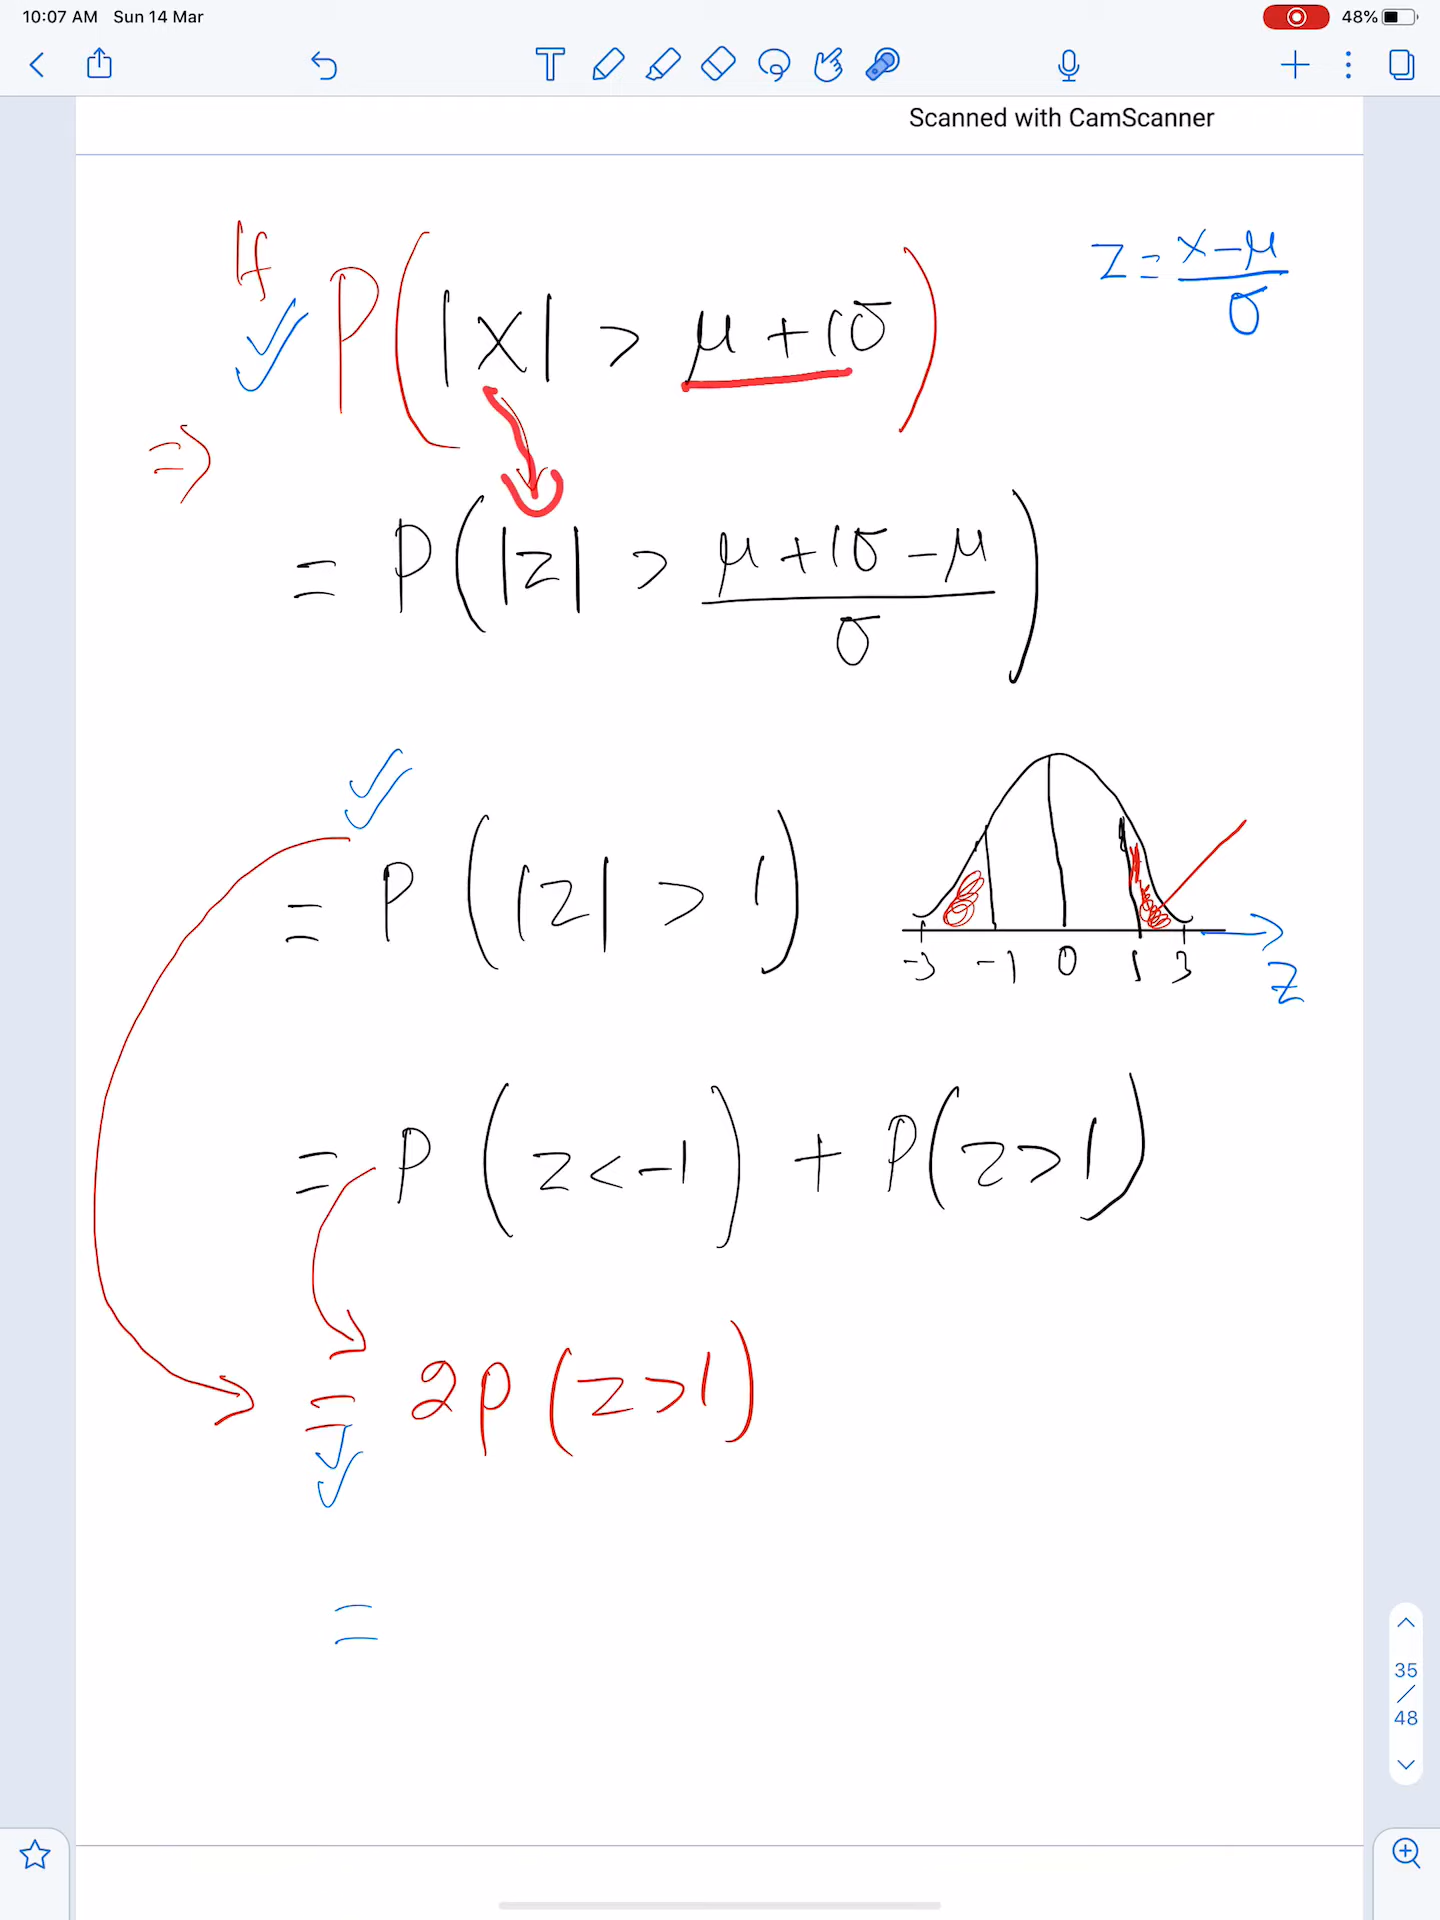 10:07 AM Sun 14 Mar 48%
Scanned with CamScanner
If
P(|x| > μ + 1σ)
z = x-μ / σ
⇒
= P(|z| > μ+1σ-μ / σ)
= P(|z| > 1)
-3 -1 0 1 3
z
= P(z<-1) + P(z>1)
= 2P(z>1)
=
35
/
48